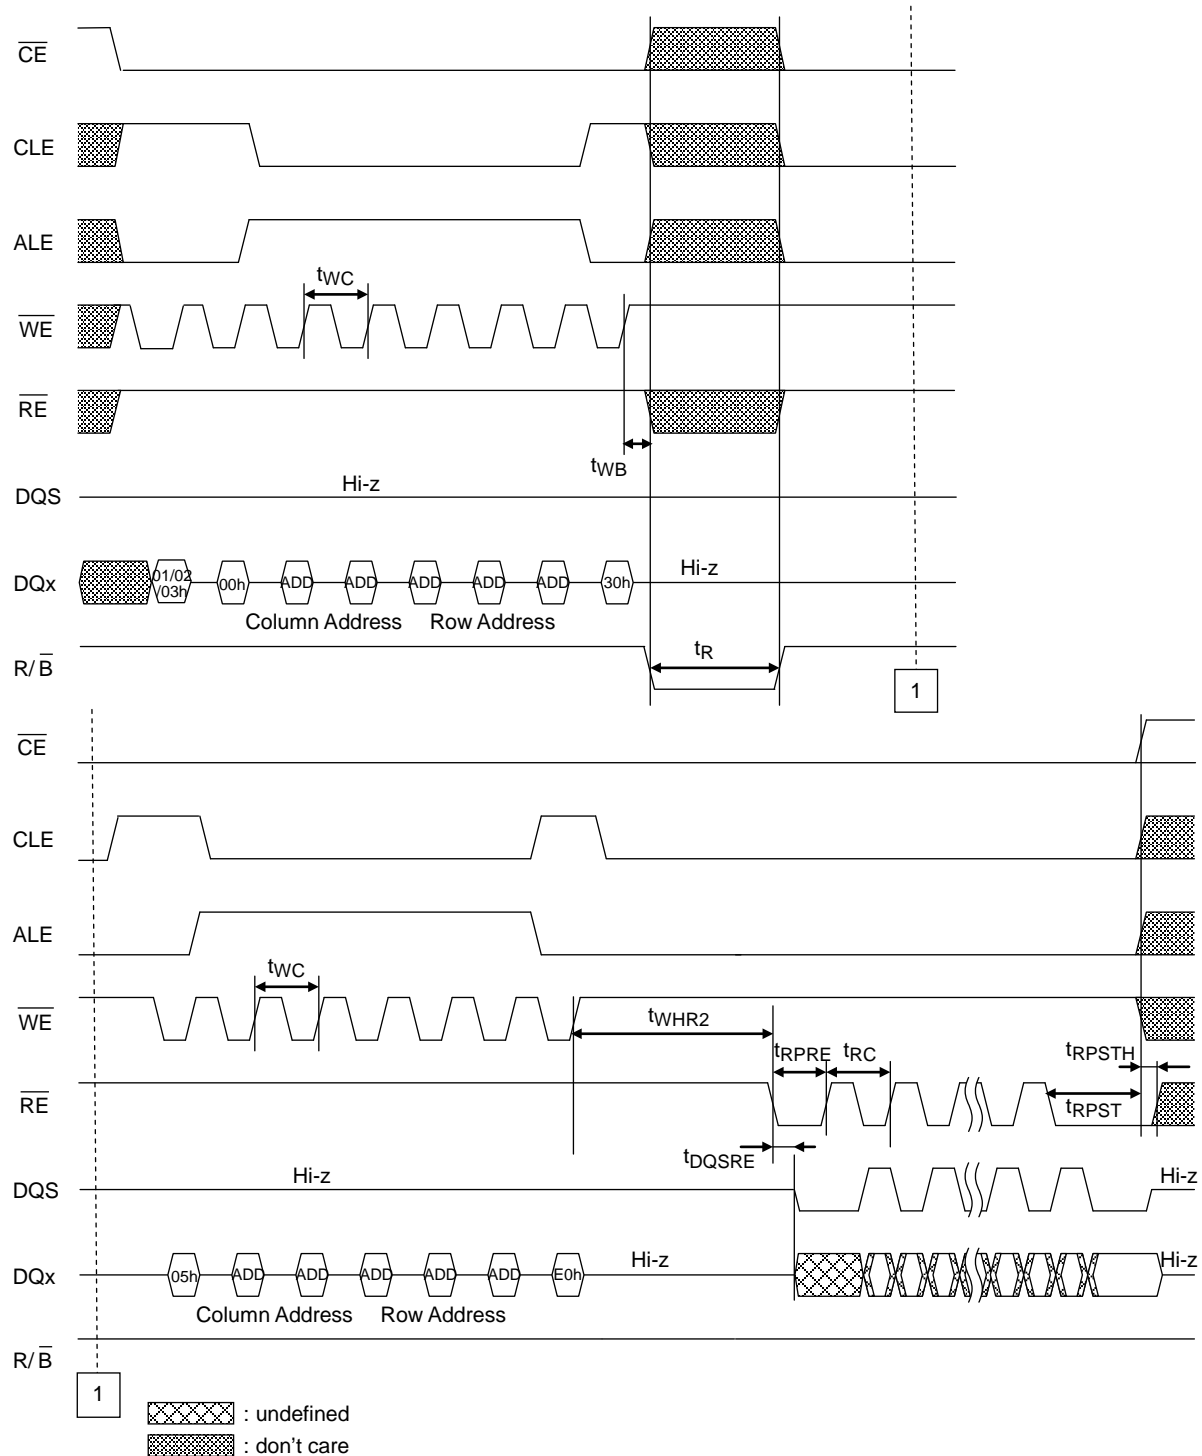 CE
CLE
ALE
tWC
WE
RE
tWB
DQS Hi-z
DQx 01/02 /03h 00h ADD ADD ADD ADD ADD 30h Hi-z
Column Address Row Address
R/B tR
1
CE
CLE
ALE
tWC
WE tWHR2
tRPRE tRC tRPSTH
RE tRPST
tDQSRE
DQS Hi-z Hi-z
DQx 05h ADD ADD ADD ADD ADD E0h Hi-z Hi-z
Column Address Row Address
R/B
1
: undefined
: don't care